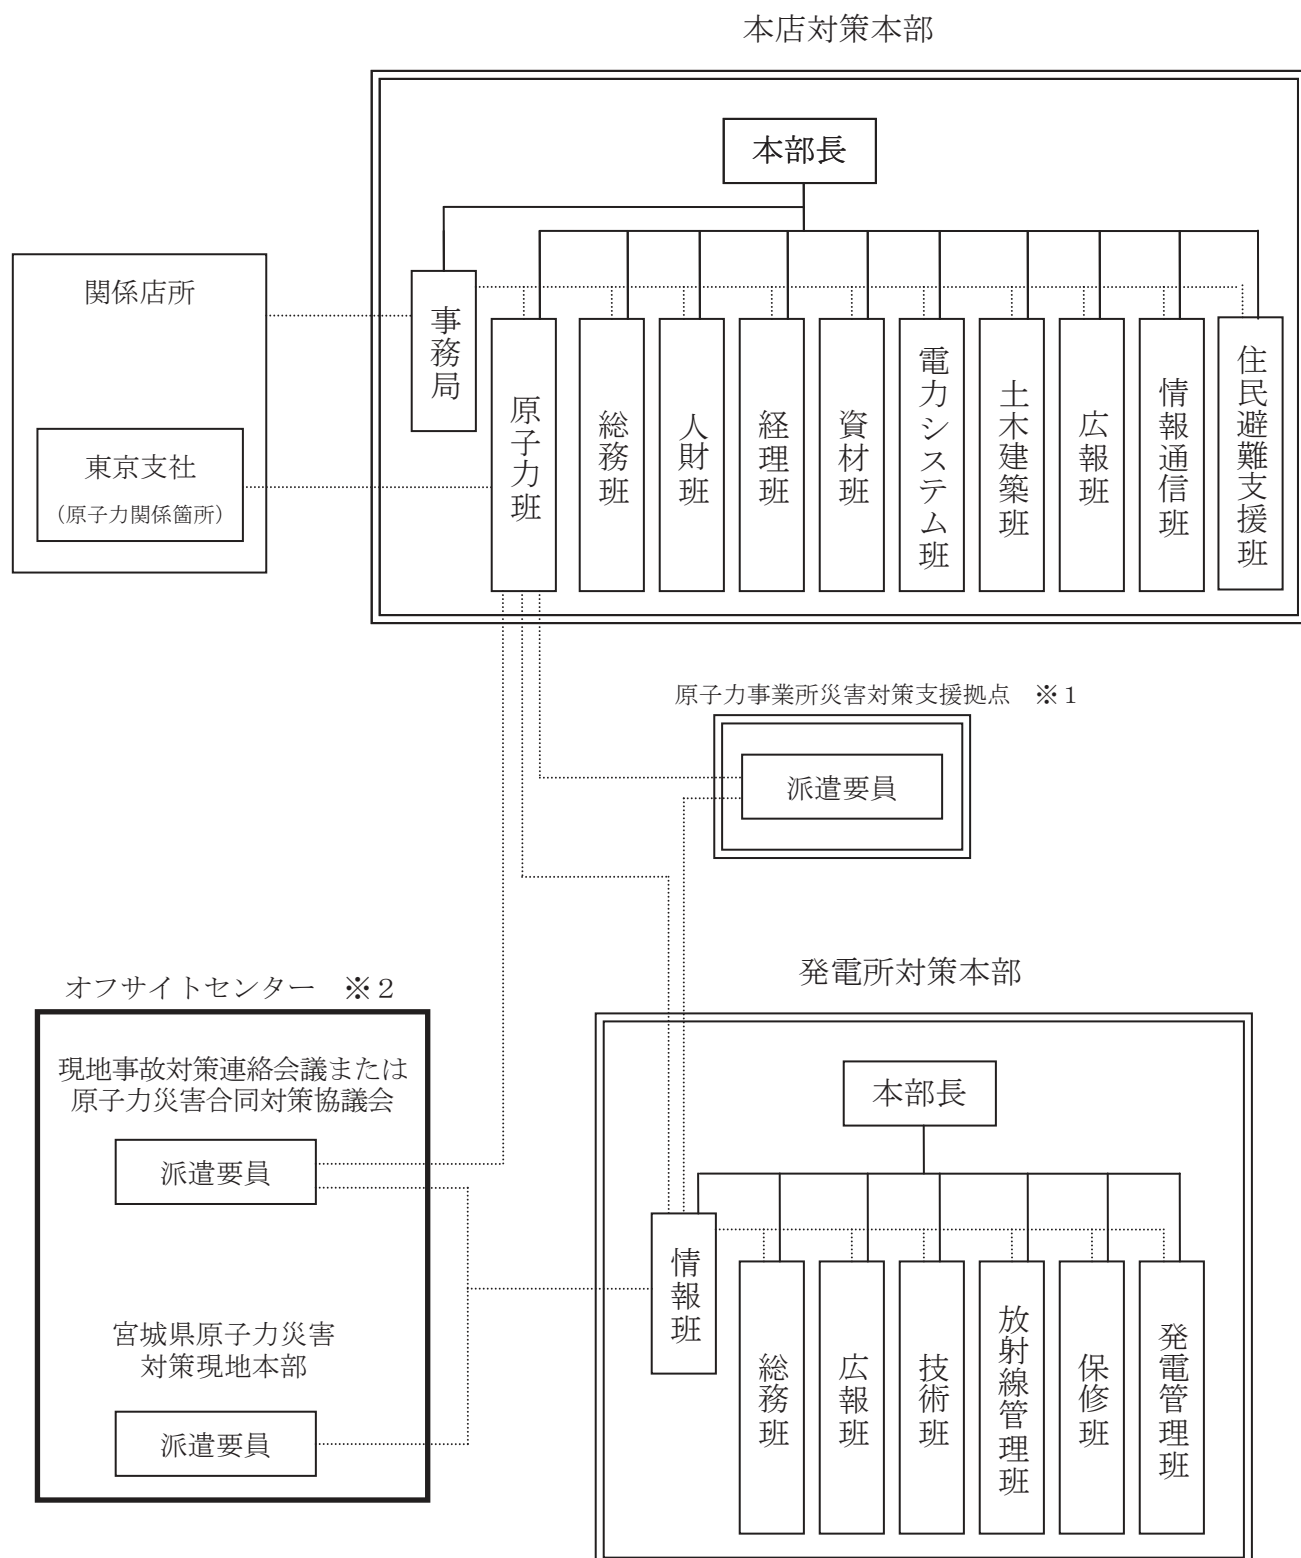 本店対策本部
本部長
関係店所
事務局
東京支社
（原子力関係箇所）
原子力班
総務班
人財班
経理班
資材班
電力システム班
土木建築班
広報班
情報通信班
住民避難支援班
原子力事業所災害対策支援拠点　※１
派遣要員
オフサイトセンター　※２
現地事故対策連絡会議または
原子力災害合同対策協議会
派遣要員
宮城県原子力災害
対策現地本部
派遣要員
発電所対策本部
本部長
情報班
総務班
広報班
技術班
放射線管理班
保修班
発電管理班